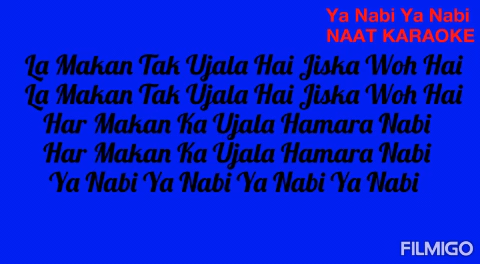 Ya Nabi Ya Nabi
NAAT KARAOKE
La Makan Tak Ujala Hai Jiska Woh Hai
La Makan Tak Ujala Hai Jiska Woh Hai
Har Makan Ka Ujala Hamara Nabi
Har Makan Ka Ujala Hamara Nabi
Ya Nabi Ya Nabi Ya Nabi Ya Nabi
FILMIGO